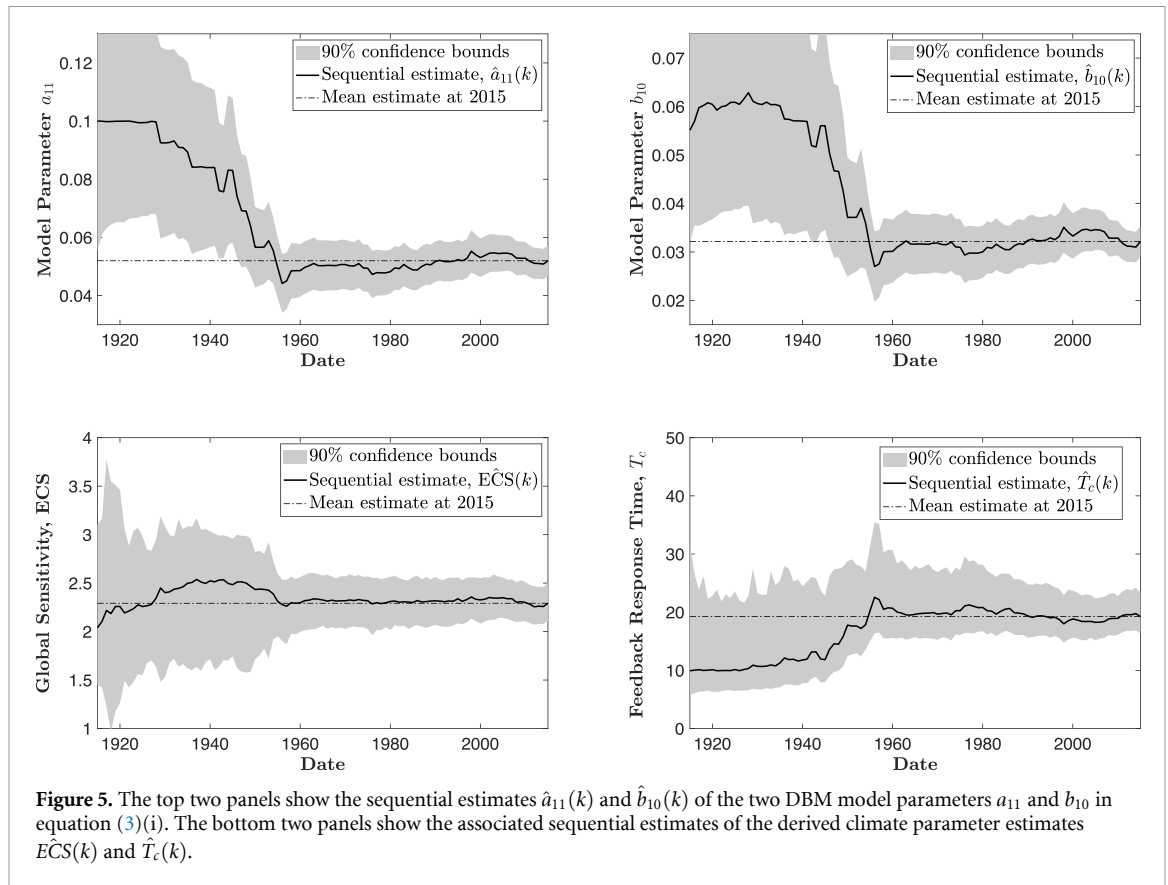 90% confidence bounds
Sequential estimate, â₁₁(k)
Mean estimate at 2015
Model Parameter a₁₁
0.12
0.1
0.08
0.06
0.04
1920 1940 1960 1980 2000
Date
90% confidence bounds
Sequential estimate, b̂₁₀(k)
Mean estimate at 2015
Model Parameter b₁₀
0.07
0.06
0.05
0.04
0.03
0.02
1920 1940 1960 1980 2000
Date
90% confidence bounds
Sequential estimate, EĈS(k)
Mean estimate at 2015
Global Sensitivity, ECS
4
3.5
3
2.5
2
1.5
1
1920 1940 1960 1980 2000
Date
90% confidence bounds
Sequential estimate, T̂c(k)
Mean estimate at 2015
Feedback Response Time, Tc
50
40
30
20
10
0
1920 1940 1960 1980 2000
Date
Figure 5. The top two panels show the sequential estimates â₁₁(k) and b̂₁₀(k) of the two DBM model parameters a₁₁ and b₁₀ in
equation (3)(i). The bottom two panels show the associated sequential estimates of the derived climate parameter estimates
EĈS(k) and T̂c(k).